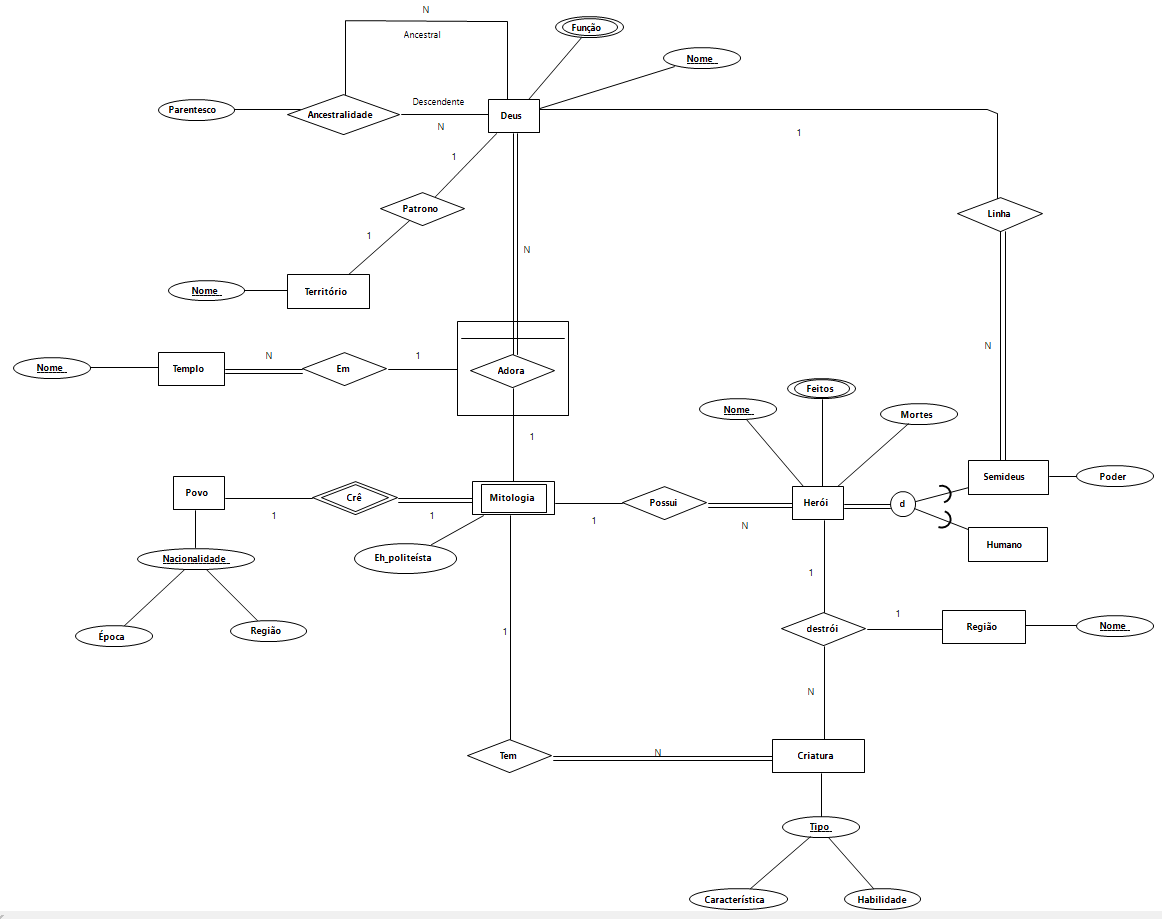 N
Ancestral
Função
Nome
Parentesco
Ancestralidade
Descendente
N
Deus
1
1
Patrono
Linha
1
N
Nome
Território
N
Nome
Templo
N
Em
1
Adora
Feitos
Nome
Mortes
1
Semideus
Poder
Povo
Crê
Mitologia
Possui
Herói
d
1
1
1
N
Humano
Nacionalidade
Eh_politeísta
1
1
Época
Região
1
destrói
Região
Nome
N
Tem
N
Criatura
Tipo
Característica
Habilidade